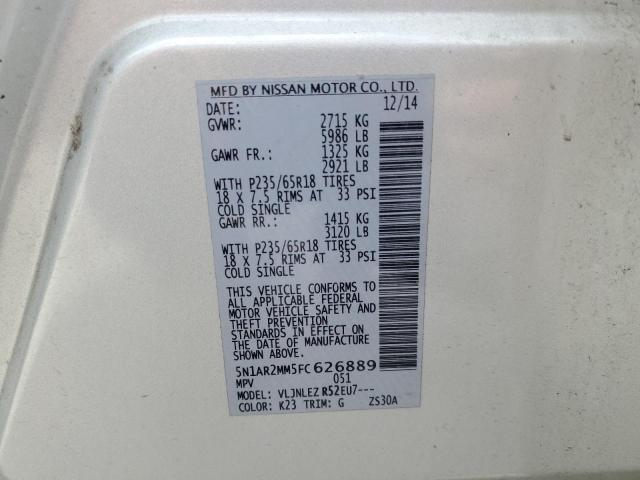 MFD BY NISSAN MOTOR CO., LTD.
DATE: 12/14
GVWR: 2715 KG
5986 LB
GAWR FR.: 1325 KG
2921 LB
WITH P235/65R18 TIRES
18 X 7.5 RIMS AT 33 PSI
COLD SINGLE
GAWR RR.: 1415 KG
3120 LB
WITH P235/65R18 TIRES
18 X 7.5 RIMS AT 33 PSI
COLD SINGLE
THIS VEHICLE CONFORMS TO
ALL APPLICABLE FEDERAL
MOTOR VEHICLE SAFETY AND
THEFT PREVENTION
STANDARDS IN EFFECT ON
THE DATE OF MANUFACTURE
SHOWN ABOVE.
5N1AR2MM5FC626889
MPV 051
MODEL: VLJNLEZ R52EU7---
COLOR: K23 TRIM: G ZS30A